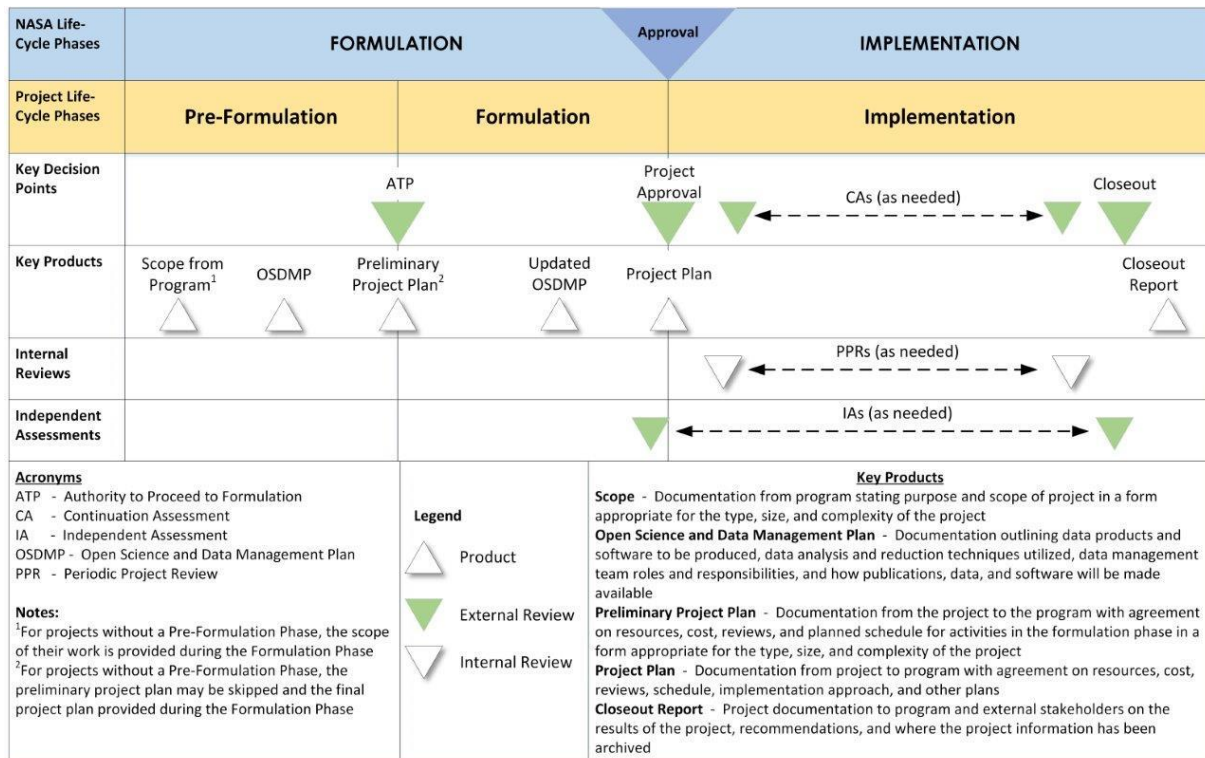 NASA Life-
Cycle Phases
FORMULATION
Approval
IMPLEMENTATION
Project Life-
Cycle Phases
Pre-Formulation
Formulation
Implementation
Key Decision
Points
ATP
Project
Approval
CAs (as needed)
Closeout
Key Products
Scope from
Program¹
OSDMP
Preliminary
Project Plan²
Updated
OSDMP
Project Plan
Closeout
Report
Internal
Reviews
PPRs (as needed)
Independent
Assessments
IAs (as needed)
Acronyms
ATP - Authority to Proceed to Formulation
CA - Continuation Assessment
IA - Independent Assessment
OSDMP - Open Science and Data Management Plan
PPR - Periodic Project Review
Notes:
¹For projects without a Pre-Formulation Phase, the scope
of their work is provided during the Formulation Phase
²For projects without a Pre-Formulation Phase, the
preliminary project plan may be skipped and the final
project plan provided during the Formulation Phase
Legend
Product
External Review
Internal Review
Key Products
Scope - Documentation from program stating purpose and scope of project in a form
appropriate for the type, size, and complexity of the project
Open Science and Data Management Plan - Documentation outlining data products and
software to be produced, data analysis and reduction techniques utilized, data management
team roles and responsibilities, and how publications, data, and software will be made
available
Preliminary Project Plan - Documentation from the project to the program with agreement
on resources, cost, reviews, and planned schedule for activities in the formulation phase in a
form appropriate for the type, size, and complexity of the project
Project Plan - Documentation from project to program with agreement on resources, cost,
reviews, schedule, implementation approach, and other plans
Closeout Report - Project documentation to program and external stakeholders on the
results of the project, recommendations, and where the project information has been
archived